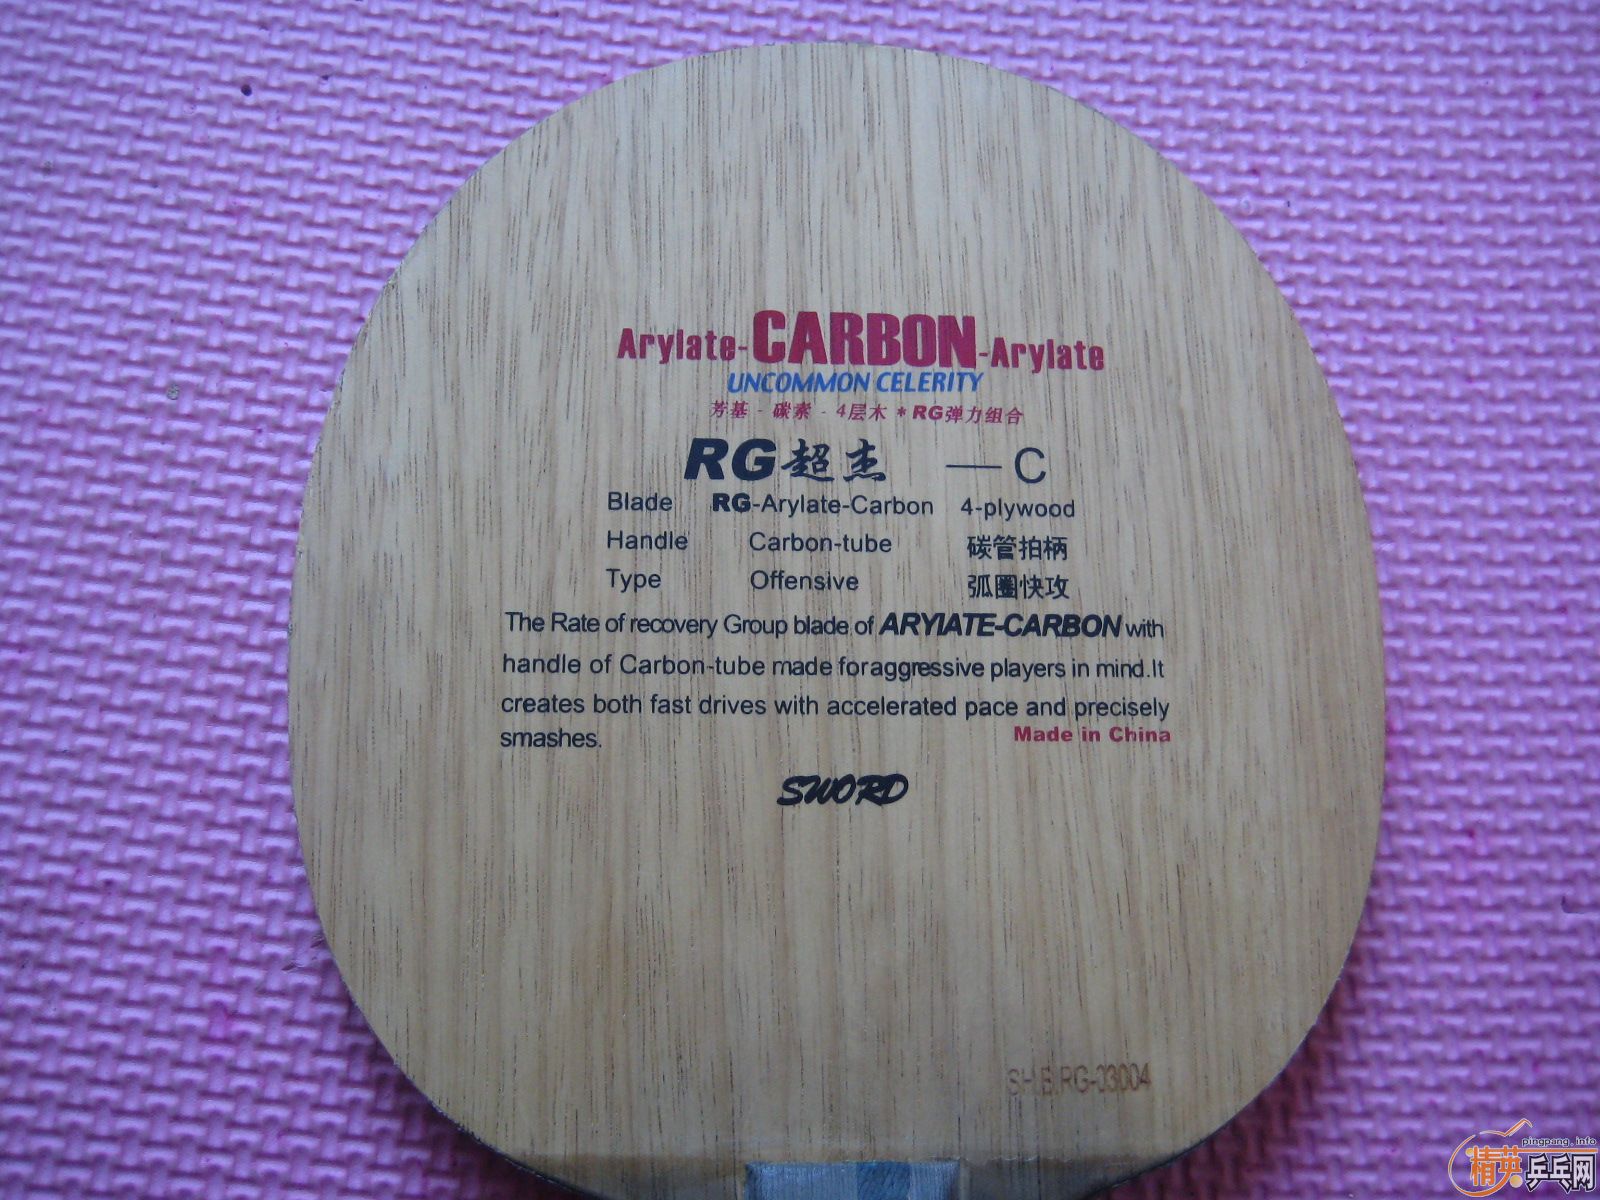 Arylate-CARBON-Arylate
UNCOMMON CELERITY
芳基 - 碳素 - 4层木 * RG弹力组合
RG超杰 — C
Blade RG-Arylate-Carbon 4-plywood
Handle Carbon-tube 碳管拍柄
Type Offensive 弧圈快攻
The Rate of recovery Group blade of ARYIATE-CARBON with
handle of Carbon-tube made for aggressive players in mind.It
creates both fast drives with accelerated pace and precisely
smashes.
Made in China
SWORD
RG-03004
pingpang.info
精英乒乓网